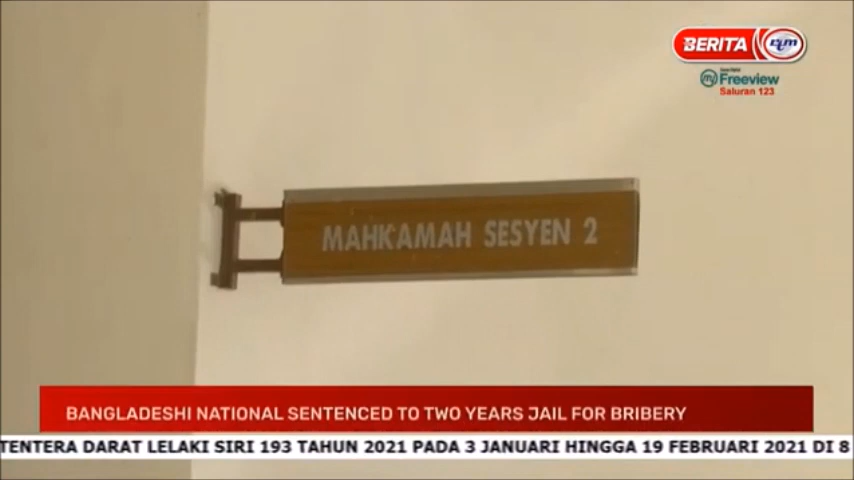 BERITA RTM
my Freeview
Saluran 123
MAHKAMAH SESYEN 2
BANGLADESHI NATIONAL SENTENCED TO TWO YEARS JAIL FOR BRIBERY
TENTERA DARAT LELAKI SIRI 193 TAHUN 2021 PADA 3 JANUARI HINGGA 19 FEBRUARI 2021 DI 8